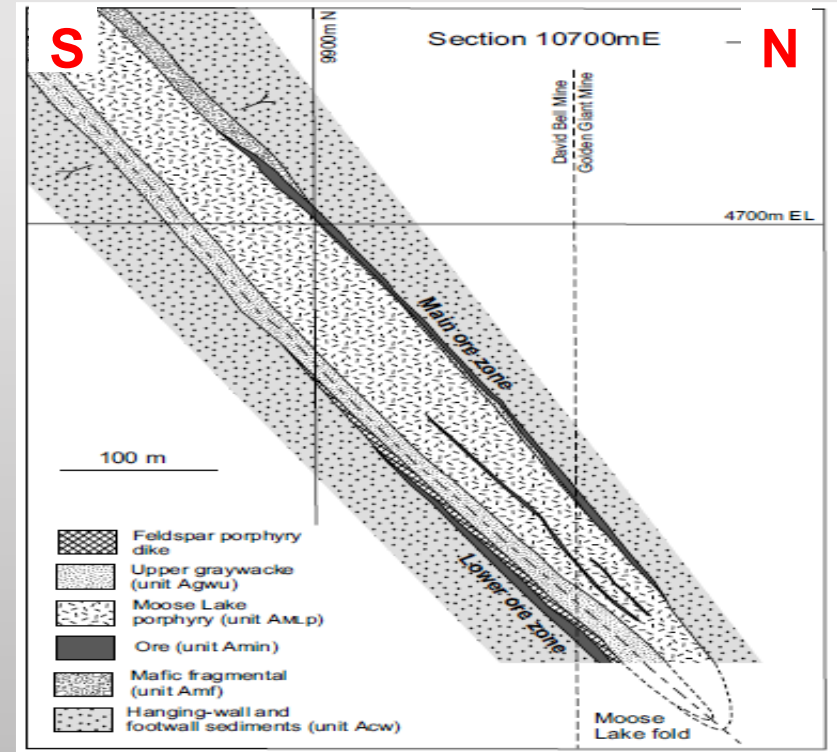 S
N
Section 10700mE
9900m N
David Bell Mine
Golden Giant Mine
4700m EL
Main ore zone
100 m
Lower ore zone
Feldspar porphyry
dike
Upper graywacke
(unit Agwu)
Moose Lake
porphyry (unit AMLp)
Ore (unit Amin)
Mafic fragmental
(unit Amf)
Hanging-wall and
footwall sediments (unit Acw)
Moose
Lake fold